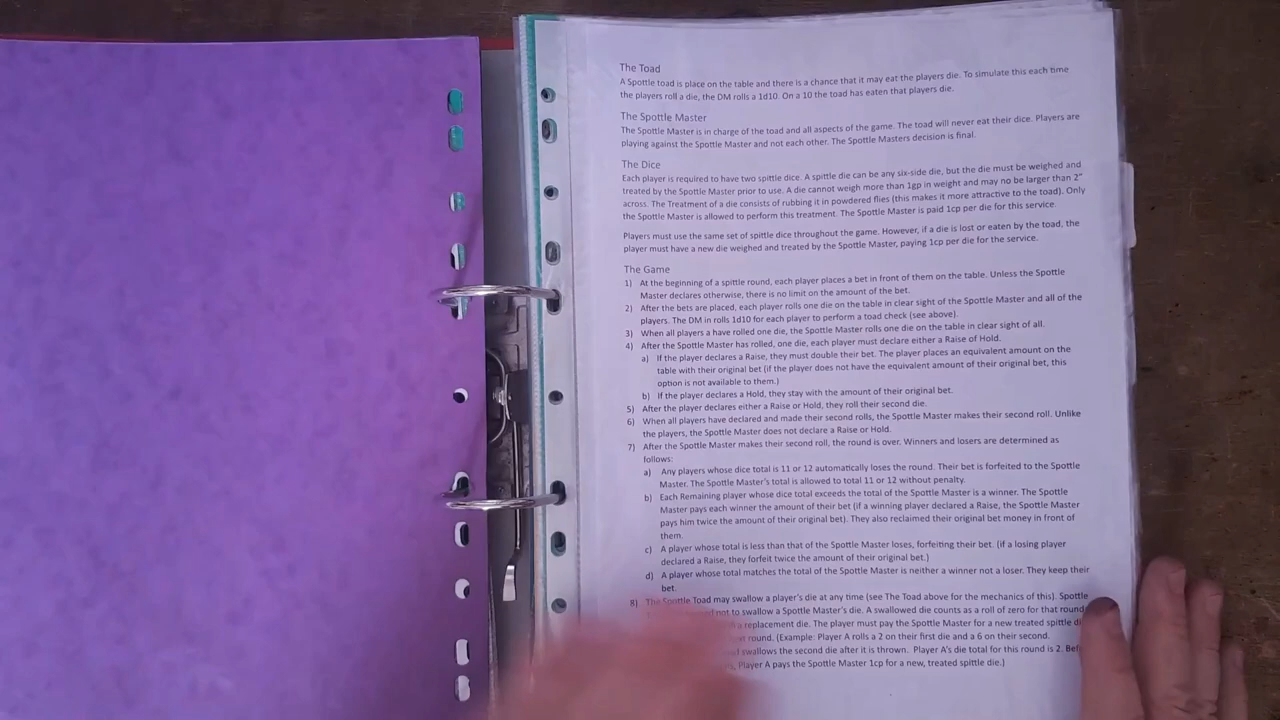 The Toad
A Spottle toad is place on the table and there is a chance that it may eat the players die. To simulate this each time
the players roll a die, the DM rolls a 1d10. On a 10 the toad has eaten that players die.
The Spottle Master
The Spottle Master is in charge of the toad and all aspects of the game. The toad will never eat their dice. Players are
playing against the Spottle Master and not each other. The Spottle Masters decision is final.
The Dice
Each player is required to have two spittle dice. A spittle die can be any six-side die, but the die must be weighed and
treated by the Spottle Master prior to use. A die cannot weigh more than 1gp in weight and may no be larger than 2"
across. The Treatment of a die consists of rubbing it in powdered flies (this makes it more attractive to the toad). Only
the Spottle Master is allowed to perform this treatment. The Spottle Master is paid 1cp per die for this service.
Players must use the same set of spittle dice throughout the game. However, if a die is lost or eaten by the toad, the
player must have a new die weighed and treated by the Spottle Master, paying 1cp per die for the service.
The Game
1) At the beginning of a spittle round, each player places a bet in front of them on the table. Unless the Spottle
Master declares otherwise, there is no limit on the amount of the bet.
2) After the bets are placed, each player rolls one die on the table in clear sight of the Spottle Master and all of the
players. The DM in rolls 1d10 for each player to perform a toad check (see above).
3) When all players a have rolled one die, the Spottle Master rolls one die on the table in clear sight of all.
4) After the Spottle Master has rolled, one die, each player must declare either a Raise of Hold.
a) If the player declares a Raise, they must double their bet. The player places an equivalent amount on the
table with their original bet (if the player does not have the equivalent amount of their original bet, this
option is not available to them.)
b) If the player declares a Hold, they stay with the amount of their original bet.
5) After the player declares either a Raise or Hold, they roll their second die.
6) When all players have declared and made their second rolls, the Spottle Master makes their second roll. Unlike
the players, the Spottle Master does not declare a Raise or Hold.
7) After the Spottle Master makes their second roll, the round is over. Winners and losers are determined as
follows:
a) Any players whose dice total is 11 or 12 automatically loses the round. Their bet is forfeited to the Spottle
Master. The Spottle Master's total is allowed to total 11 or 12 without penalty.
b) Each Remaining player whose dice total exceeds the total of the Spottle Master is a winner. The Spottle
Master pays each winner the amount of their bet (if a winning player declared a Raise, the Spottle Master
pays him twice the amount of their original bet). They also reclaimed their original bet money in front of
them.
c) A player whose total is less than that of the Spottle Master loses, forfeiting their bet. (if a losing player
declared a Raise, they forfeit twice the amount of their original bet.)
d) A player whose total matches the total of the Spottle Master is neither a winner not a loser. They keep their
bet.
8) The Spottle Toad may swallow a player's die at any time (see The Toad above for the mechanics of this). Spottle
not to swallow a Spottle Master's die. A swallowed die counts as a roll of zero for that round
a replacement die. The player must pay the Spottle Master for a new treated spittle
round. (Example: Player A rolls a 2 on their first die and a 6 on their second.
swallows the second die after it is thrown. Player A's die total for this round is 2.
Player A pays the Spottle Master 1cp for a new, treated spittle die.)